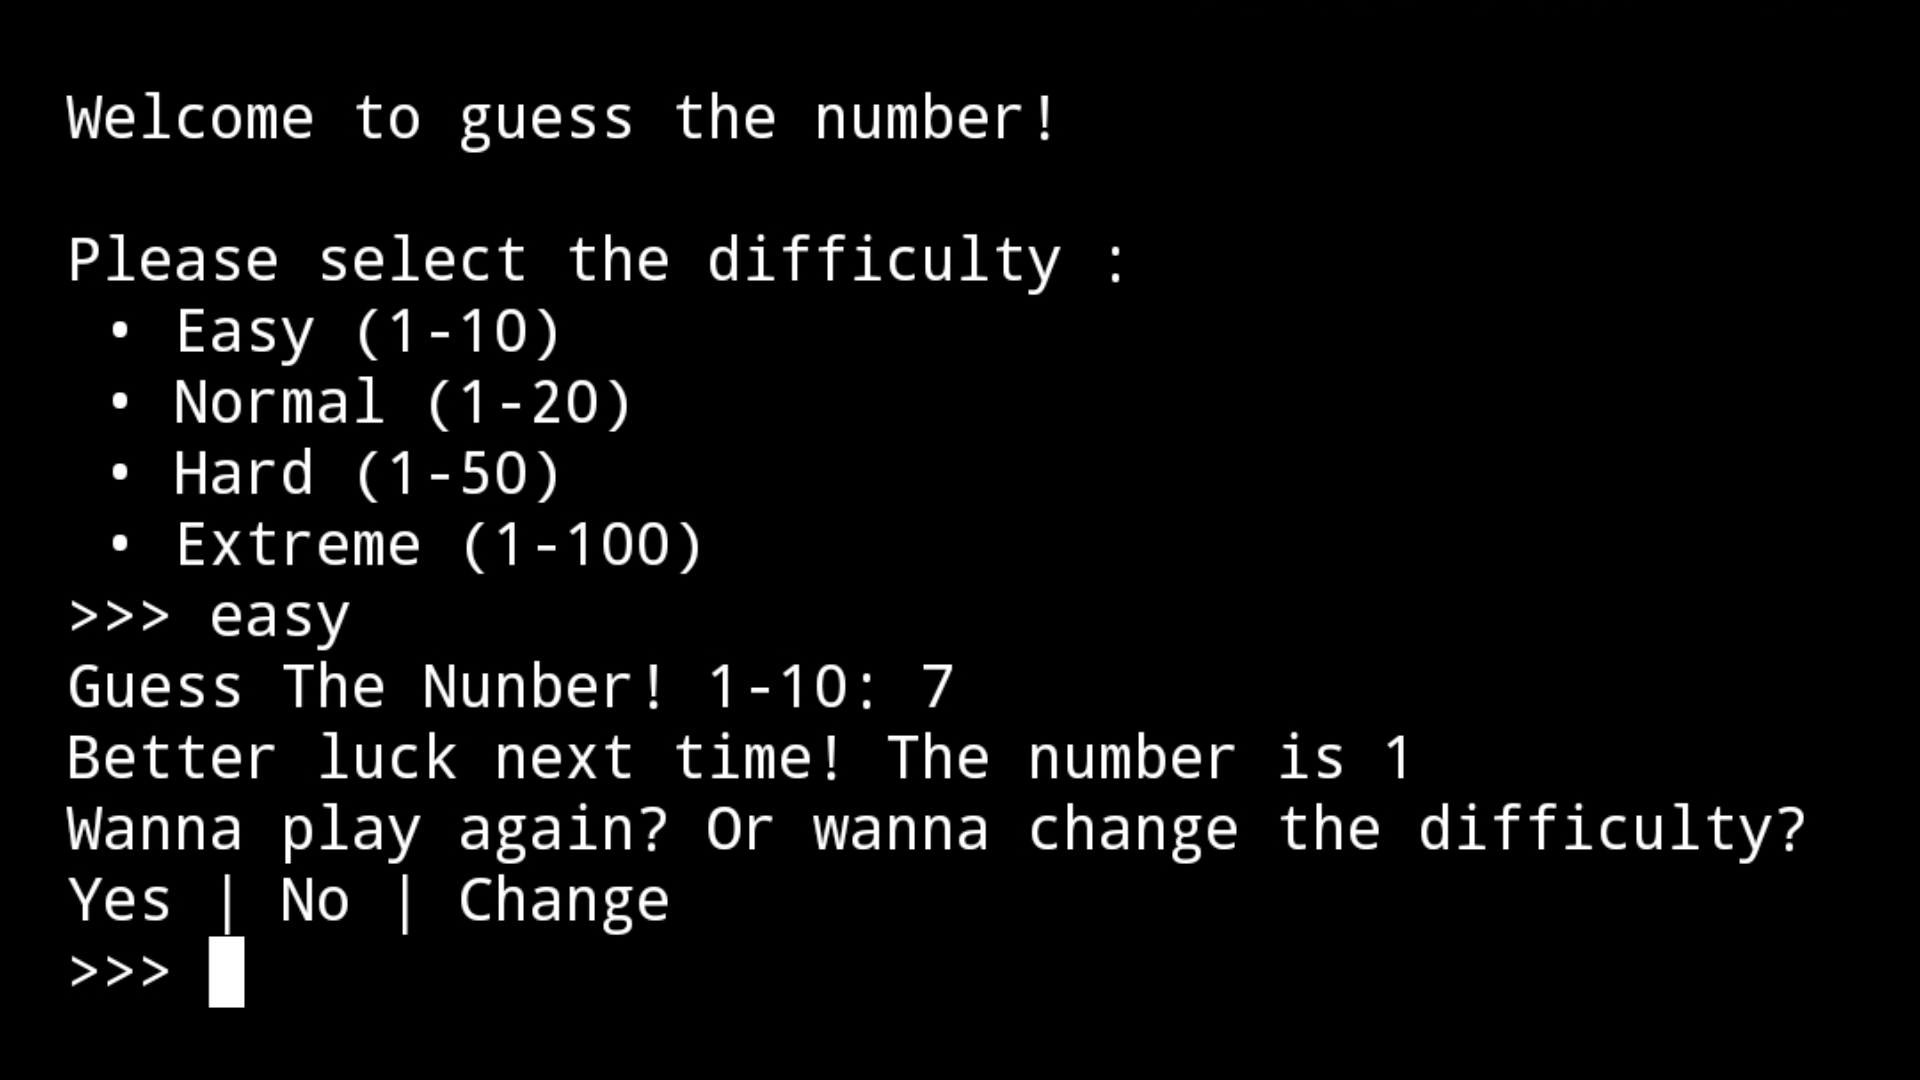 Welcome to guess the number!
Please select the difficulty :
• Easy (1-10)
• Normal (1-20)
• Hard (1-50)
• Extreme (1-100)
>>> easy
Guess The Nunber! 1-10: 7
Better luck next time! The number is 1
Wanna play again? Or wanna change the difficulty?
Yes | No | Change
>>>